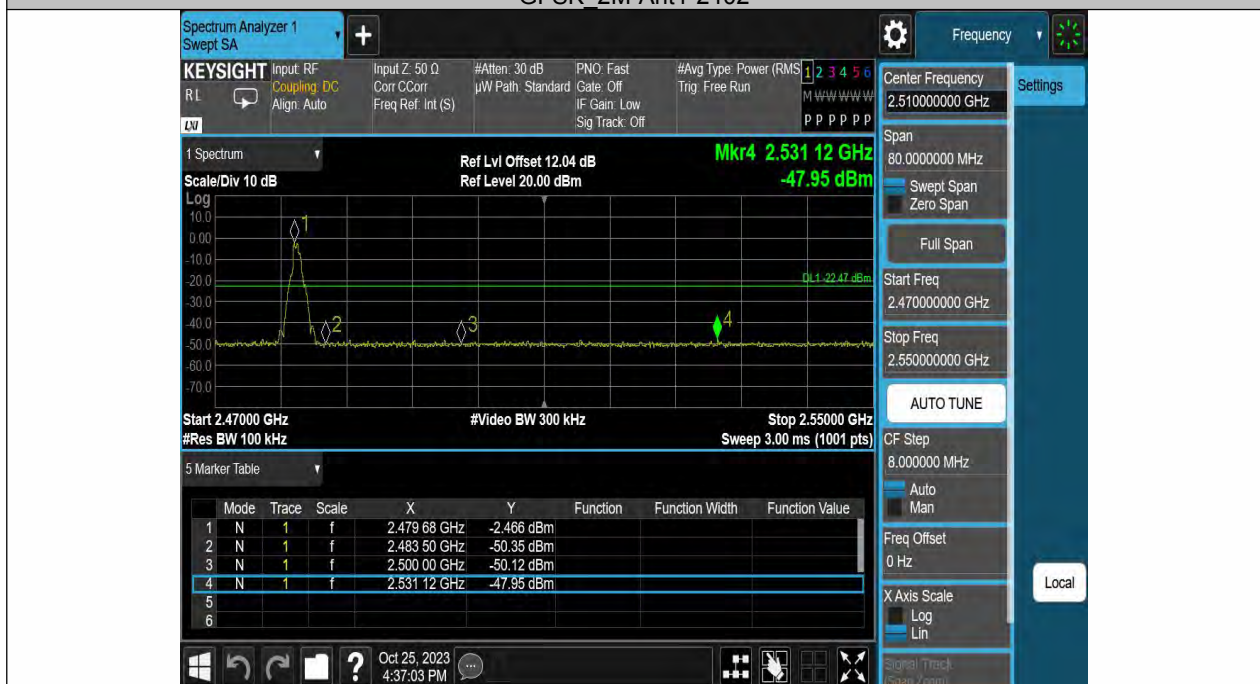 Spectrum Analyzer 1
Swept SA
+
Frequency
KEYSIGHT
RL
LXI
Input: RF
Coupling: DC
Align: Auto
Input Z: 50 Ω
Corr CCorr
Freq Ref: Int (S)
#Atten: 30 dB
µW Path: Standard
PNO: Fast
Gate: Off
IF Gain: Low
Sig Track: Off
#Avg Type: Power (RMS
Trig: Free Run
1 2 3 4 5 6
M W W W W W
P P P P P P
1 Spectrum
Scale/Div 10 dB
Ref Lvl Offset 12.04 dB
Ref Level 20.00 dBm
Mkr4 2.531 12 GHz
-47.95 dBm
Log
10.0
0.00
-10.0
-20.0
-30.0
-40.0
-50.0
-60.0
-70.0
1
2
3
4
DL1 -22.47 dBm
Start 2.47000 GHz
#Res BW 100 kHz
#Video BW 300 kHz
Stop 2.55000 GHz
Sweep 3.00 ms (1001 pts)
5 Marker Table
Mode Trace Scale X Y Function Function Width Function Value
1 N 1 f 2.479 68 GHz -2.466 dBm
2 N 1 f 2.483 50 GHz -50.35 dBm
3 N 1 f 2.500 00 GHz -50.12 dBm
4 N 1 f 2.531 12 GHz -47.95 dBm
5
6
Center Frequency
2.510000000 GHz
Settings
Span
80.0000000 MHz
Swept Span
Zero Span
Full Span
Start Freq
2.470000000 GHz
Stop Freq
2.550000000 GHz
AUTO TUNE
CF Step
8.000000 MHz
Auto
Man
Freq Offset
0 Hz
X Axis Scale
Log
Lin
Signal Track
(Span Zoom)
Local
?
Oct 25, 2023
4:37:03 PM